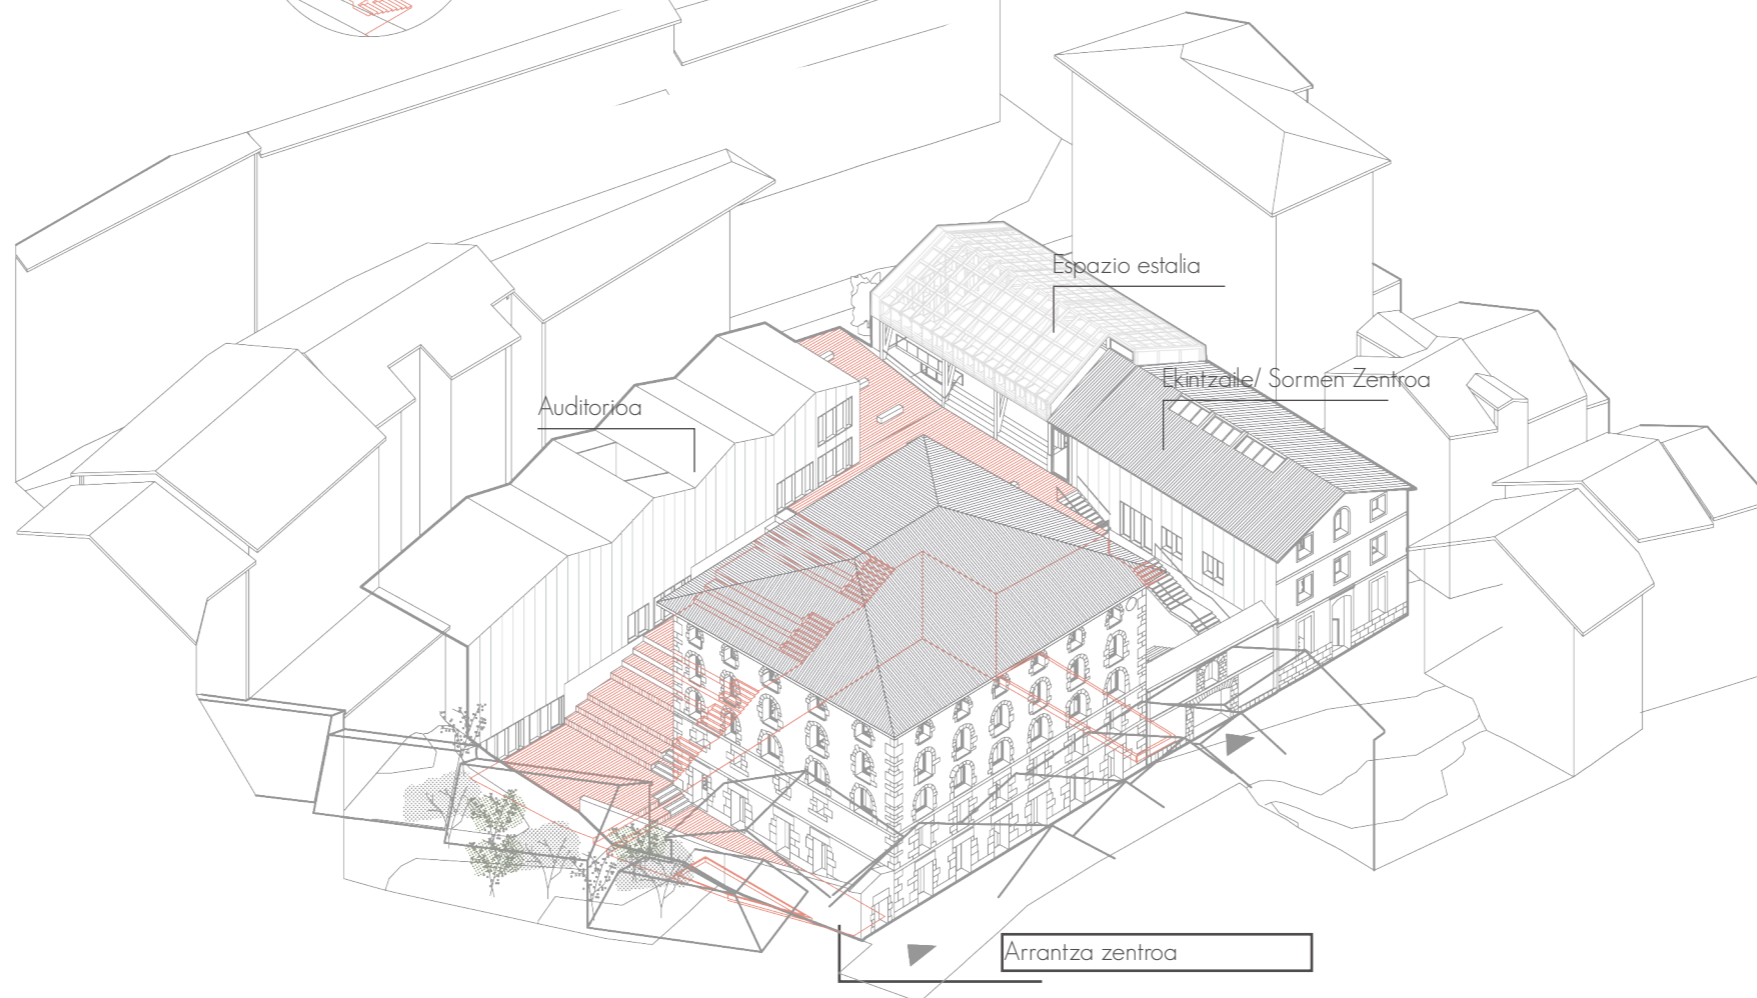 Espazio estalia
Ekintzaile/ Sormen Zentroa
Auditorioa
Arrantza zentroa